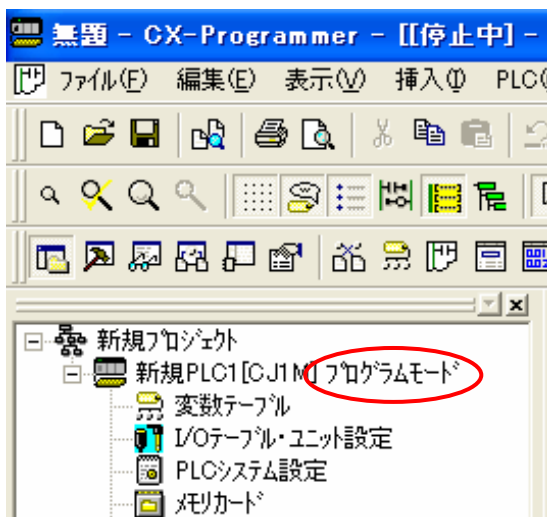 無題 - CX-Programmer - [[停止中] -
ファイル(F) 編集(E) 表示(V) 挿入(I) PLC(
新規プロジェクト
新規PLC1[CJ1M] プログラムモード
変数テーブル
I/Oテーブル・ユニット設定
PLCシステム設定
メモリカード